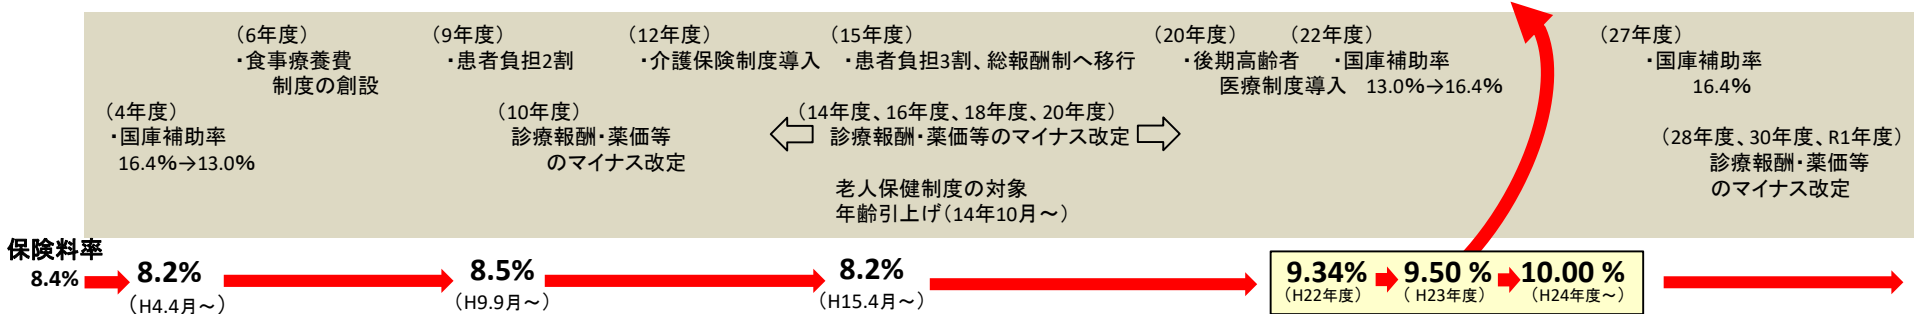 (6年度)
・食事療養費
制度の創設
(9年度)
・患者負担2割
(12年度)
・介護保険制度導入
(15年度)
・患者負担3割、総報酬制へ移行
(20年度)
・後期高齢者
医療制度導入
(22年度)
・国庫補助率
13.0%→16.4%
(27年度)
・国庫補助率
16.4%
(4年度)
・国庫補助率
16.4%→13.0%
(10年度)
診療報酬・薬価等
のマイナス改定
(14年度、16年度、18年度、20年度)
診療報酬・薬価等のマイナス改定
老人保健制度の対象
年齢引上げ(14年10月～)
(28年度、30年度、R1年度)
診療報酬・薬価等
のマイナス改定
保険料率
8.4%
8.2%
(H4.4月～)
8.5%
(H9.9月～)
8.2%
(H15.4月～)
9.34%
(H22年度)
9.50 %
( H23年度)
10.00 %
(H24年度～)